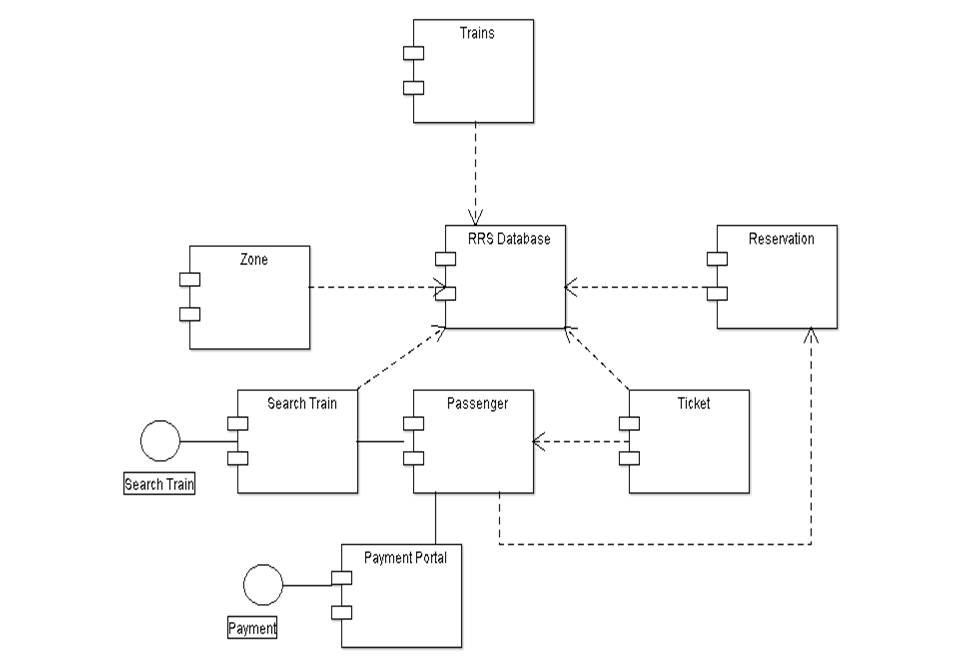 Trains
RRS Database
Reservation
Zone
Search Train
Passenger
Ticket
Search Train
Payment Portal
Payment